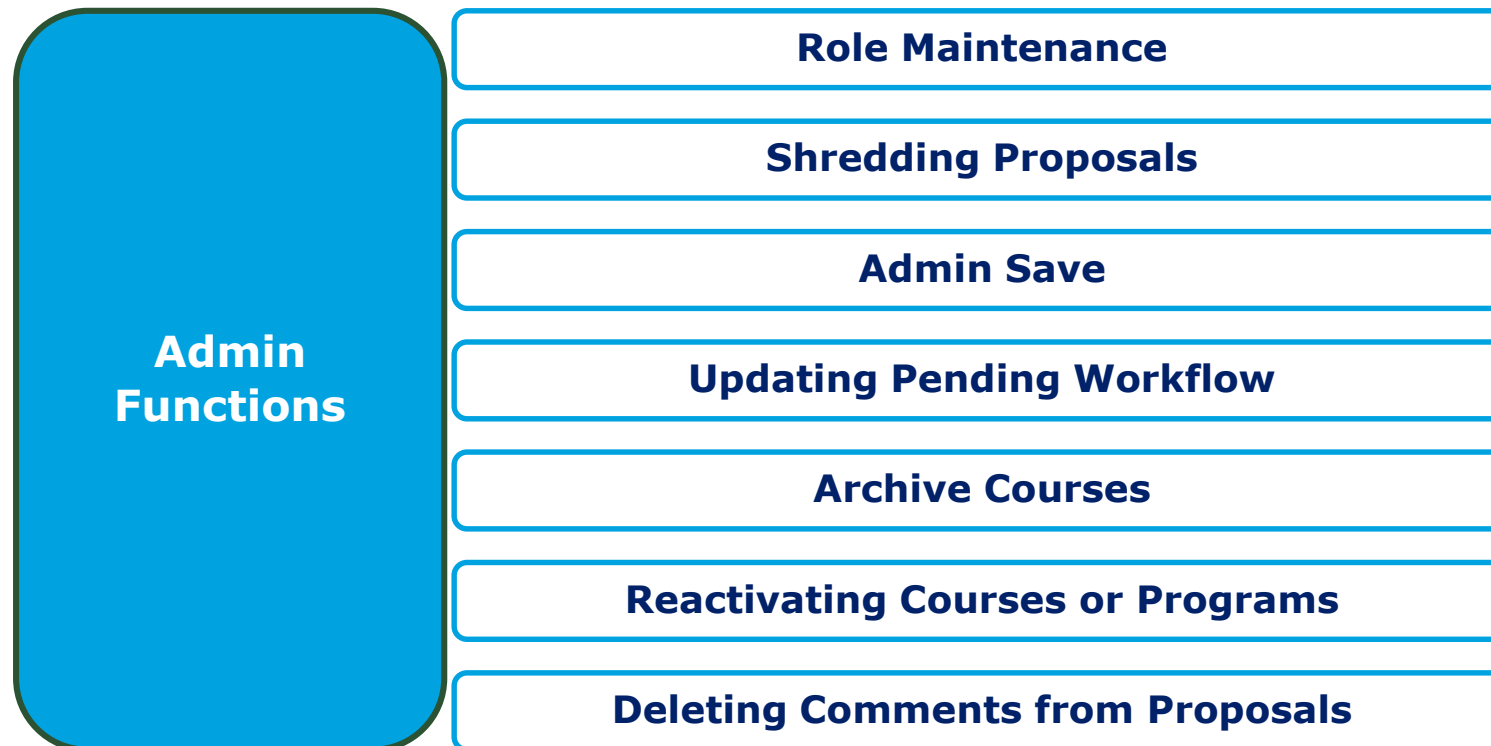 Admin
Functions
Role Maintenance
Shredding Proposals
Admin Save
Updating Pending Workflow
Archive Courses
Reactivating Courses or Programs
Deleting Comments from Proposals